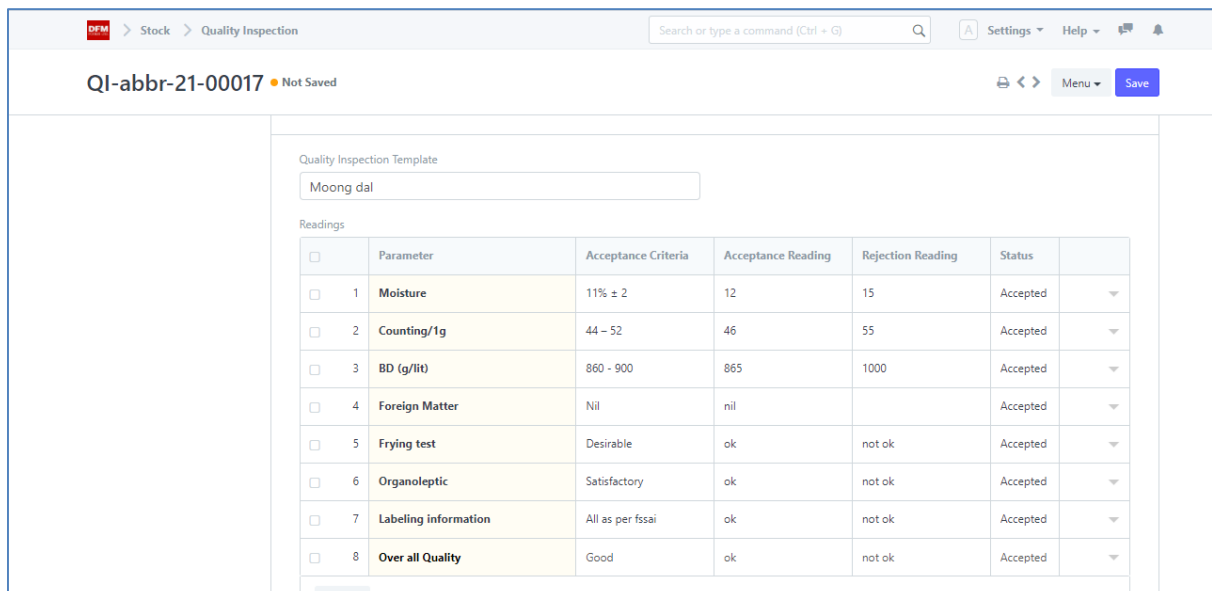 DFM Stock Quality Inspection Search or type a command (Ctrl + G) A Settings Help
QI-abbr-21-00017 Not Saved Menu Save
Quality Inspection Template
Moong dal
Readings
Parameter Acceptance Criteria Acceptance Reading Rejection Reading Status
1 Moisture 11% ± 2 12 15 Accepted
2 Counting/1g 44 – 52 46 55 Accepted
3 BD (g/lit) 860 - 900 865 1000 Accepted
4 Foreign Matter Nil nil Accepted
5 Frying test Desirable ok not ok Accepted
6 Organoleptic Satisfactory ok not ok Accepted
7 Labeling information All as per fssai ok not ok Accepted
8 Over all Quality Good ok not ok Accepted